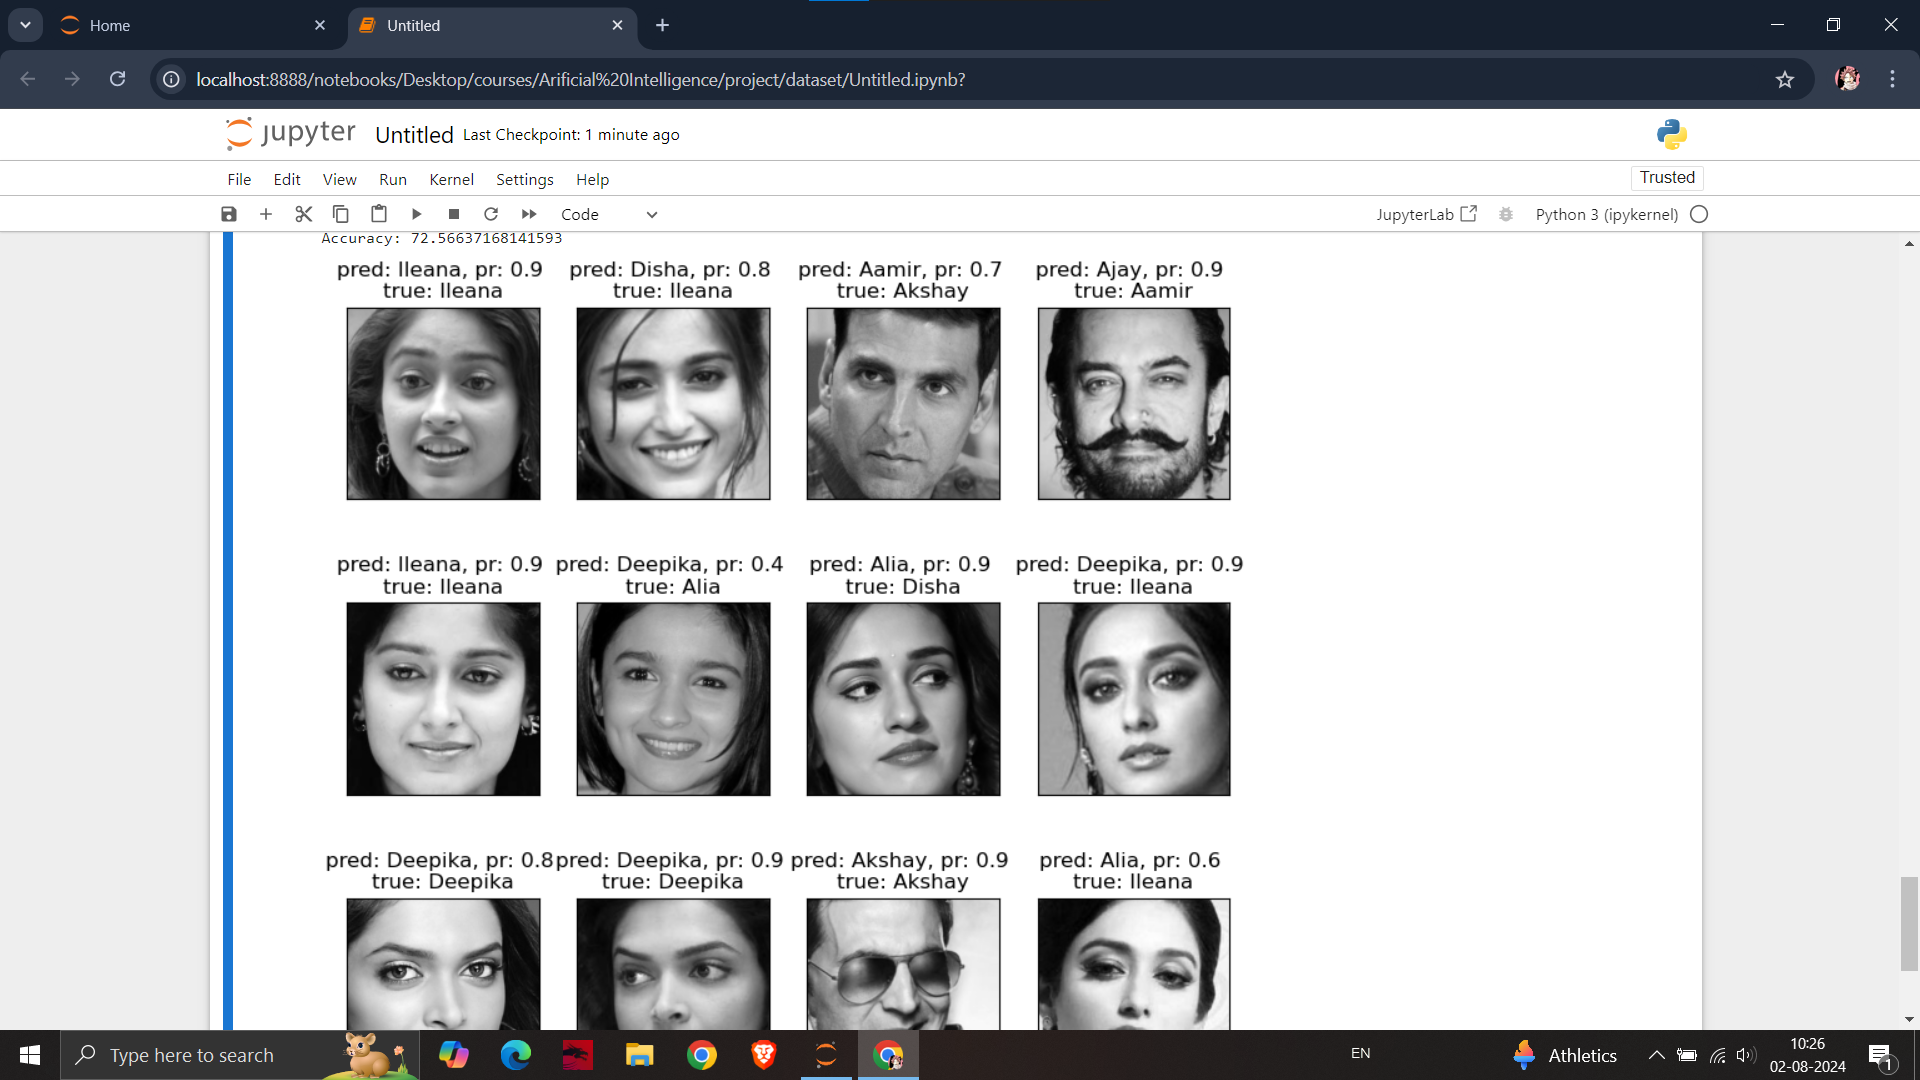 Home
Untitled
localhost:8888/notebooks/Desktop/courses/Arificial%20Intelligence/project/dataset/Untitled.ipynb?
jupyter Untitled Last Checkpoint: 1 minute ago
File Edit View Run Kernel Settings Help Trusted
Code JupyterLab Python 3 (ipykernel)
Accuracy: 72.56637168141593
pred: Ileana, pr: 0.9 pred: Disha, pr: 0.8 pred: Aamir, pr: 0.7 pred: Ajay, pr: 0.9
true: Ileana true: Ileana true: Akshay true: Aamir
pred: Ileana, pr: 0.9 pred: Deepika, pr: 0.4 pred: Alia, pr: 0.9 pred: Deepika, pr: 0.9
true: Ileana true: Alia true: Disha true: Ileana
pred: Deepika, pr: 0.8 pred: Deepika, pr: 0.9 pred: Akshay, pr: 0.9 pred: Alia, pr: 0.6
true: Deepika true: Deepika true: Akshay true: Ileana
Type here to search
EN
Athletics
10:26
02-08-2024
1